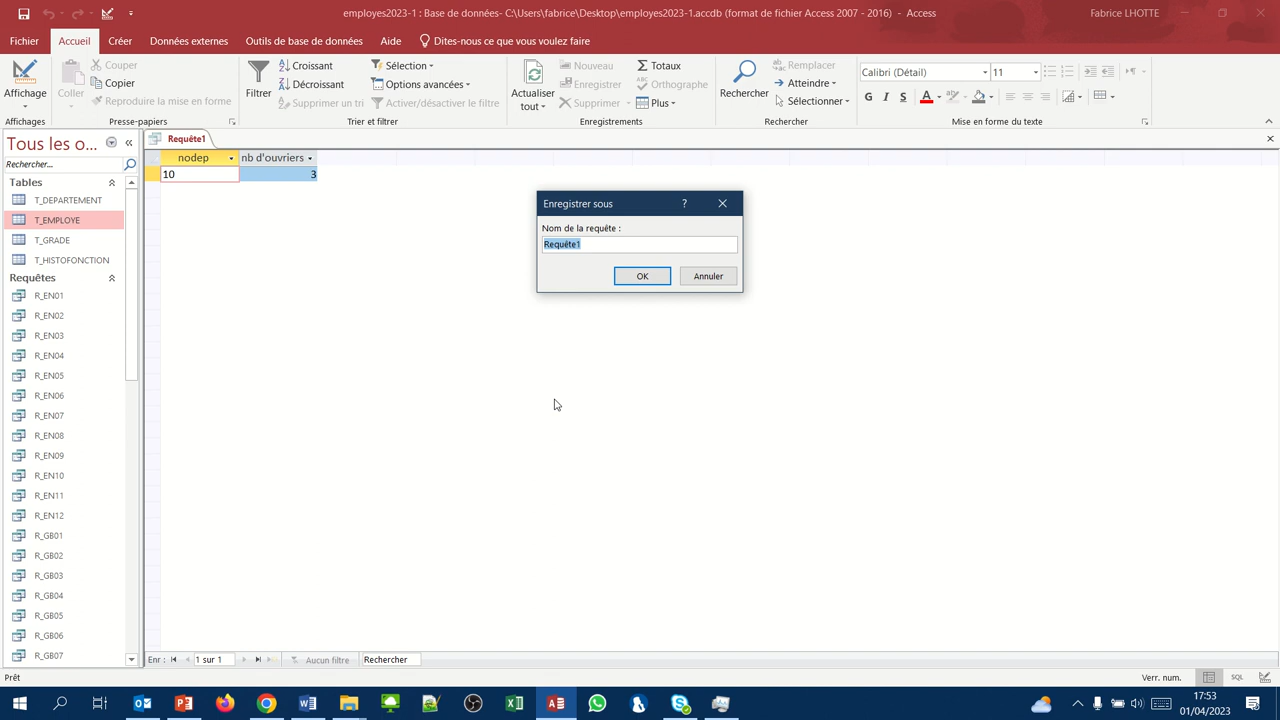 employes2023-1 : Base de données- C:\Users\fabrice\Desktop\employes2023-1.accdb (format de fichier Access 2007 - 2016) - Access
Fabrice LHOTTE
Fichier Accueil Créer Données externes Outils de base de données Aide Dites-nous ce que vous voulez faire
Affichage
Affichages
Coller
Couper
Copier
Reproduire la mise en forme
Presse-papiers
Filtrer
Croissant
Décroissant
Supprimer un tri
Sélection
Options avancées
Activer/désactiver le filtre
Trier et filtrer
Actualiser
tout
Nouveau
Enregistrer
Supprimer
Totaux
Orthographe
Plus
Enregistrements
Rechercher
Remplacer
Atteindre
Sélectionner
Rechercher
Calibri (Détail) 11
G I S A
Mise en forme du texte
Tous les o...
Rechercher...
Tables
T_DEPARTEMENT
T_EMPLOYE
T_GRADE
T_HISTOFONCTION
Requêtes
R_EN01
R_EN02
R_EN03
R_EN04
R_EN05
R_EN06
R_EN07
R_EN08
R_EN09
R_EN10
R_EN11
R_EN12
R_GB01
R_GB02
R_GB03
R_GB04
R_GB05
R_GB06
R_GB07
Requête1
nodep nb d'ouvriers
10 3
Enregistrer sous ?
Nom de la requête :
Requête1
OK Annuler
Enr : 1 sur 1 Aucun filtre Rechercher
Prêt
Verr. num. SQL
17:53
01/04/2023